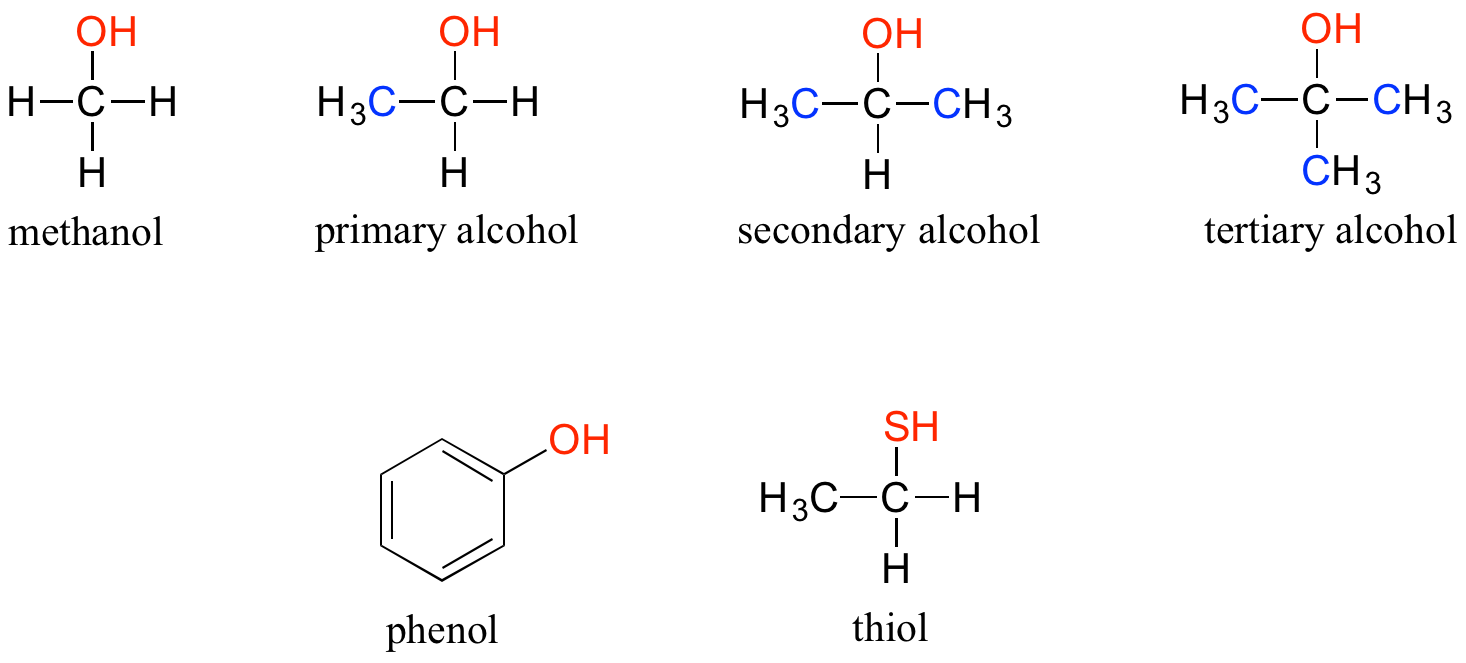 OH OH OH OH
H C H H3C C H H3C C CH3 H3C C CH3
H H H CH3
methanol primary alcohol secondary alcohol tertiary alcohol
OH SH
H3C C H
H
phenol thiol